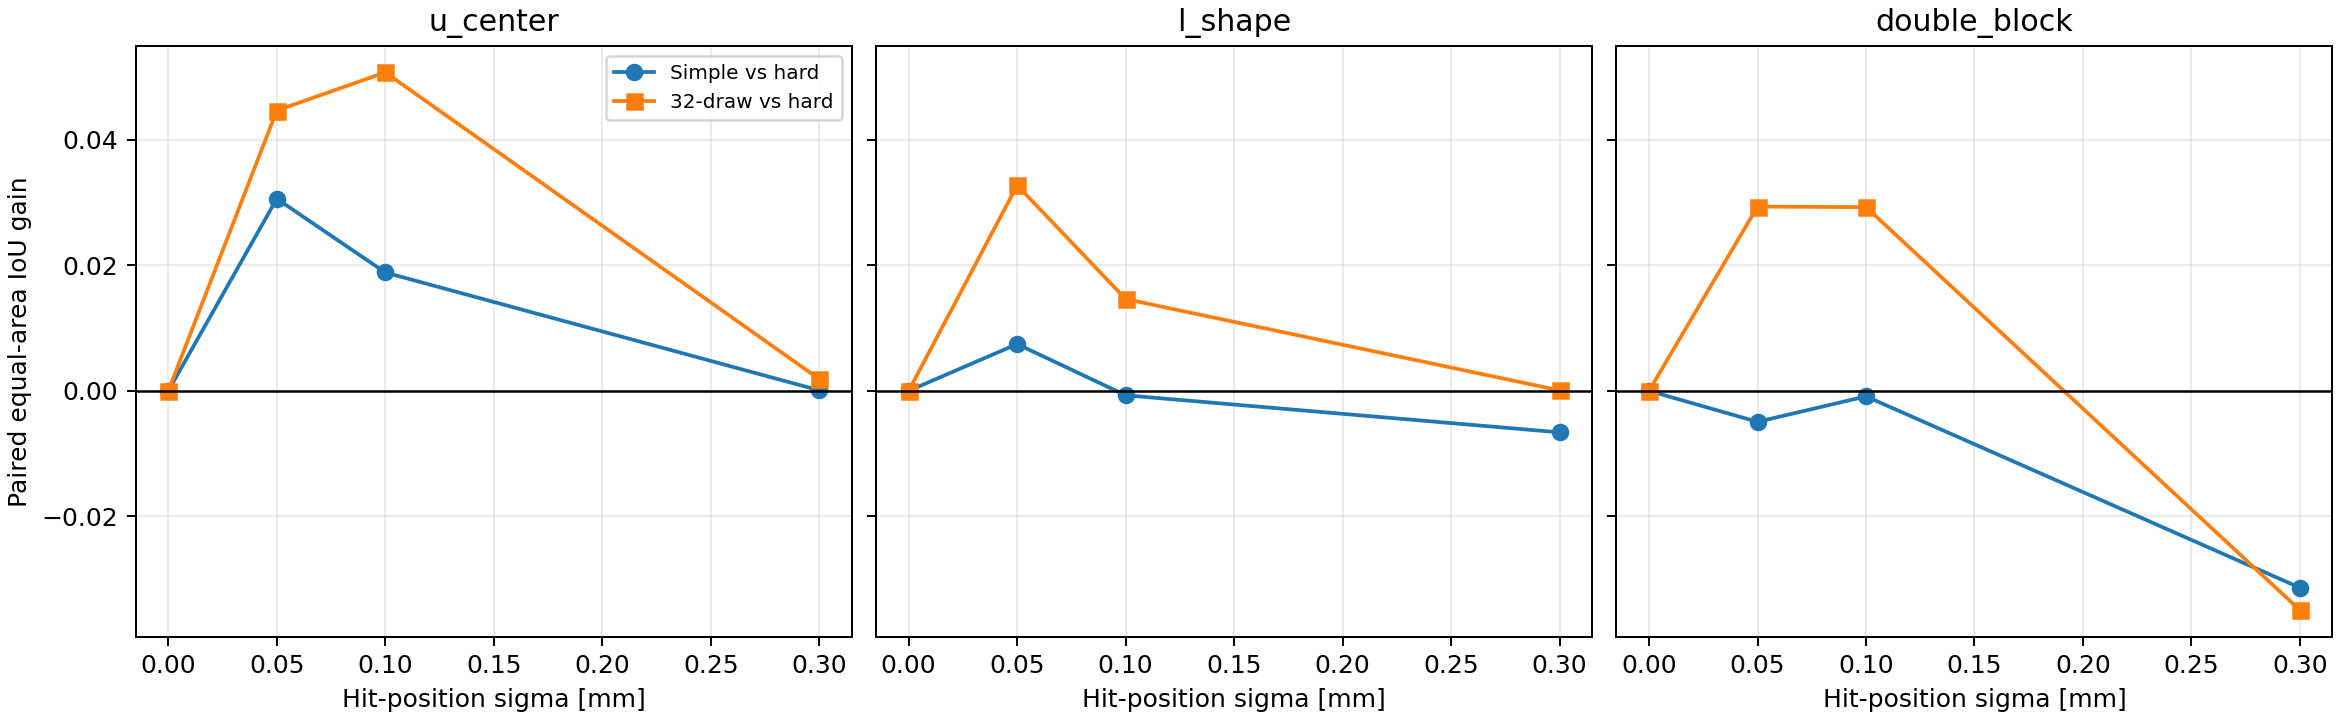 u_center
l_shape
double_block
Simple vs hard
32-draw vs hard
Paired equal-area IoU gain
0.04
0.02
0.00
−0.02
0.00 0.05 0.10 0.15 0.20 0.25 0.30
0.00 0.05 0.10 0.15 0.20 0.25 0.30
0.00 0.05 0.10 0.15 0.20 0.25 0.30
Hit-position sigma [mm]
Hit-position sigma [mm]
Hit-position sigma [mm]